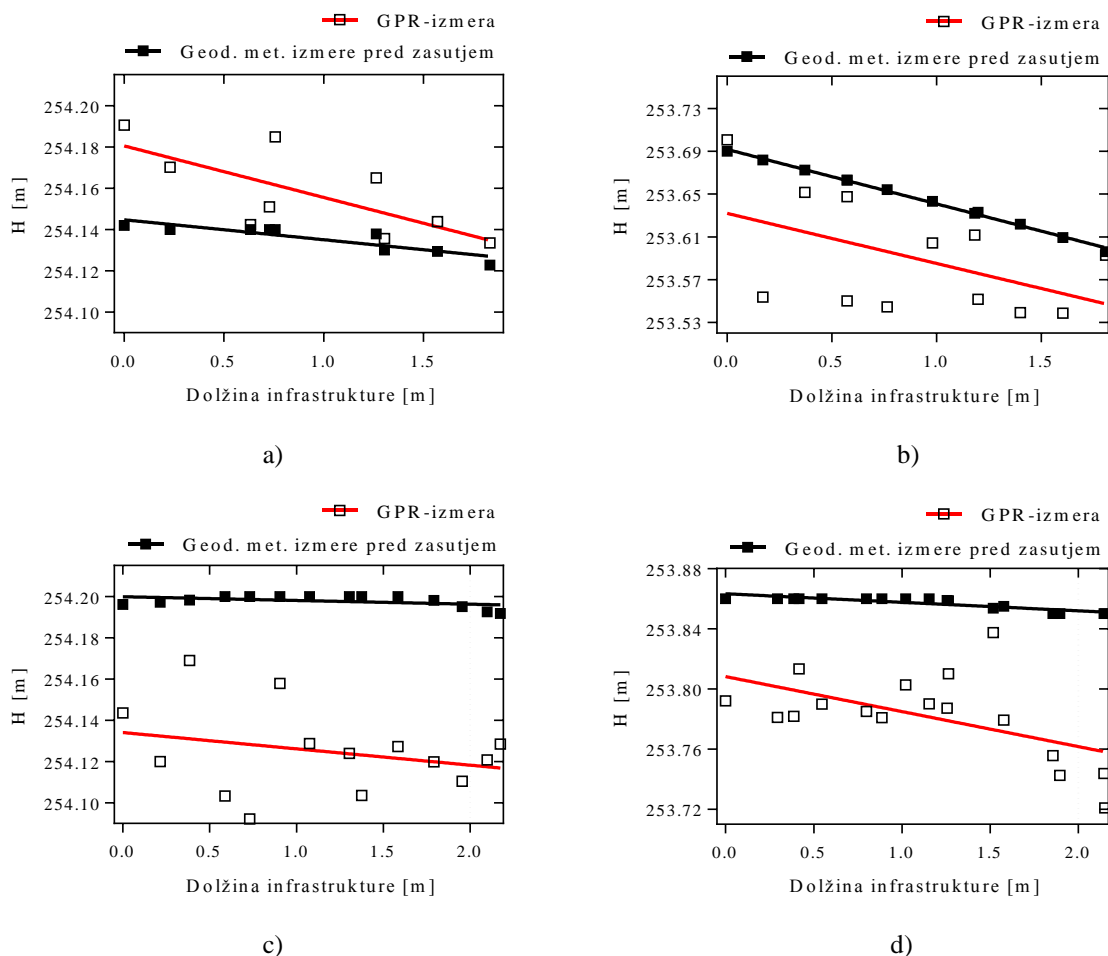 GPR-izmera
Geod. met. izmere pred zasutjem
H [m]
254.20
254.18
254.16
254.14
254.12
254.10
0.0 0.5 1.0 1.5
Dolžina infrastrukture [m]
a)
GPR-izmera
Geod. met. izmere pred zasutjem
H [m]
253.73
253.69
253.65
253.61
253.57
253.53
0.0 0.5 1.0 1.5
Dolžina infrastrukture [m]
b)
GPR-izmera
Geod. met. izmere pred zasutjem
H [m]
254.20
254.18
254.16
254.14
254.12
254.10
0.0 0.5 1.0 1.5 2.0
Dolžina infrastrukture [m]
c)
GPR-izmera
Geod. met. izmere pred zasutjem
H [m]
253.88
253.84
253.80
253.76
253.72
0.0 0.5 1.0 1.5 2.0
Dolžina infrastrukture [m]
d)